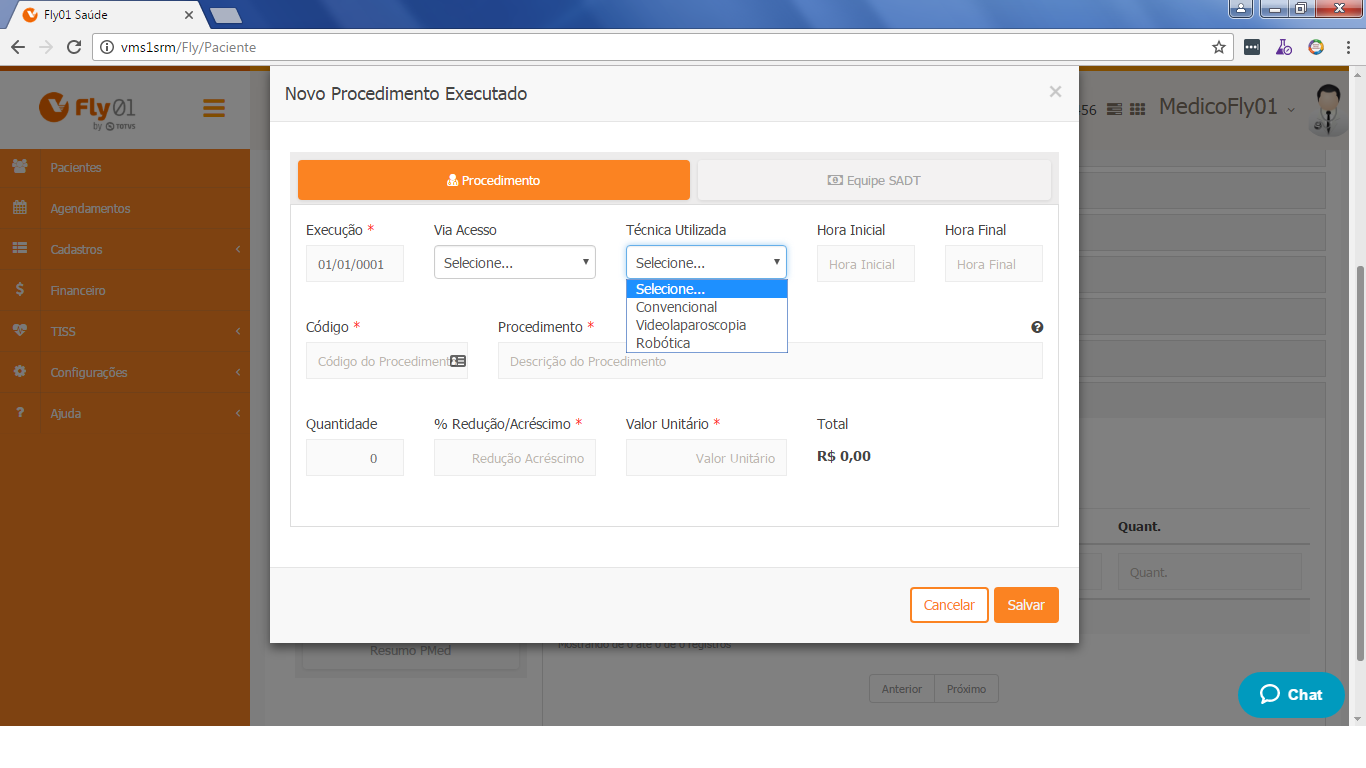 Fly01 Saúde
vms1srm/Fly/Paciente
Fly01
by TOTVS
56
MedicoFly01
Novo Procedimento Executado
Pacientes
Agendamentos
Cadastros
Financeiro
TISS
Configurações
Ajuda
Procedimento
Equipe SADT
Execução *
Via Acesso
Técnica Utilizada
Hora Inicial
Hora Final
01/01/0001
Selecione...
Selecione...
Hora Inicial
Hora Final
Selecione...
Convencional
Videolaparoscopia
Robótica
Código *
Procedimento *
Código do Procediment
Descrição do Procedimento
Quantidade
% Redução/Acréscimo *
Valor Unitário *
Total
0
Redução Acréscimo
Valor Unitário
R$ 0,00
Quant.
Quant.
Cancelar
Salvar
Mostrando de 0 até 0 de 0 registros
Resumo PMed
Anterior
Próximo
Chat